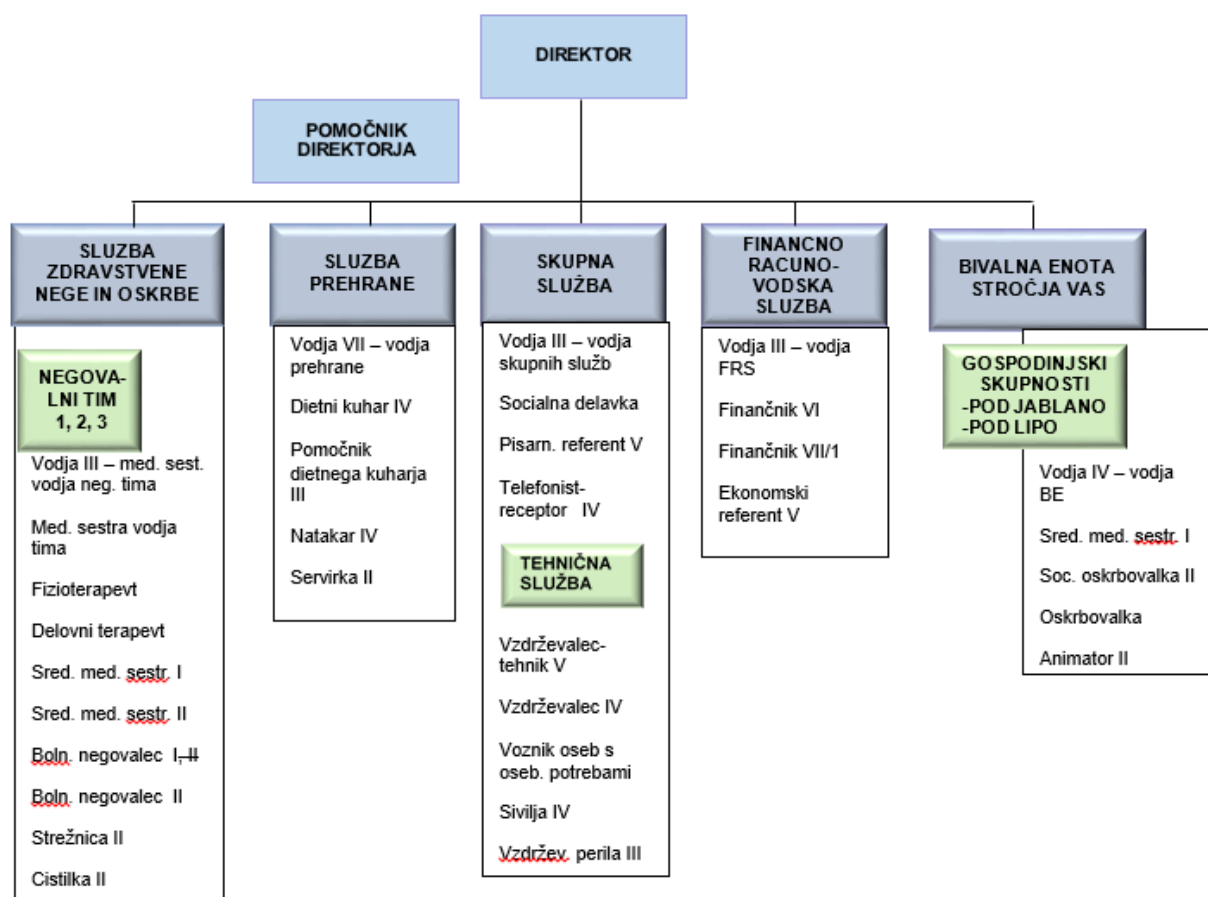 DIREKTOR
POMOČNIK
DIREKTORJA
SLUZBA
ZDRAVSTVENE
NEGE IN OSKRBE
NEGOVA-
LNI TIM
1, 2, 3
Vodja III – med. sest.
vodja neg. tima
Med. sestra vodja
tima
Fizioterapevt
Delovni terapevt
Sred. med. sestr. I
Sred. med. sestr. II
Boln. negovalec I, II
Boln. negovalec II
Strežnica II
Cistilka II
SLUZBA
PREHRANE
Vodja VII – vodja
prehrane
Dietni kuhar IV
Pomočnik
dietnega kuharja
III
Natakar IV
Servirka II
SKUPNA
SLUŽBA
Vodja III – vodja
skupnih služb
Socialna delavka
Pisarn. referent V
Telefonist-
receptor IV
TEHNIČNA
SLUŽBA
Vzdrževalec-
tehnik V
Vzdrževalec IV
Voznik oseb s
oseb. potrebami
Sivilja IV
Vzdržev. perila III
FINANCNO
RACUNO-
VODSKA
SLUZBA
Vodja III – vodja
FRS
Finančnik VI
Finančnik VII/1
Ekonomski
referent V
BIVALNA ENOTA
STROČJA VAS
GOSPODINJSKI
SKUPNOSTI
-POD JABLANO
-POD LIPO
Vodja IV – vodja
BE
Sred. med. sestr. I
Soc. oskrbovalka II
Oskrbovalka
Animator II